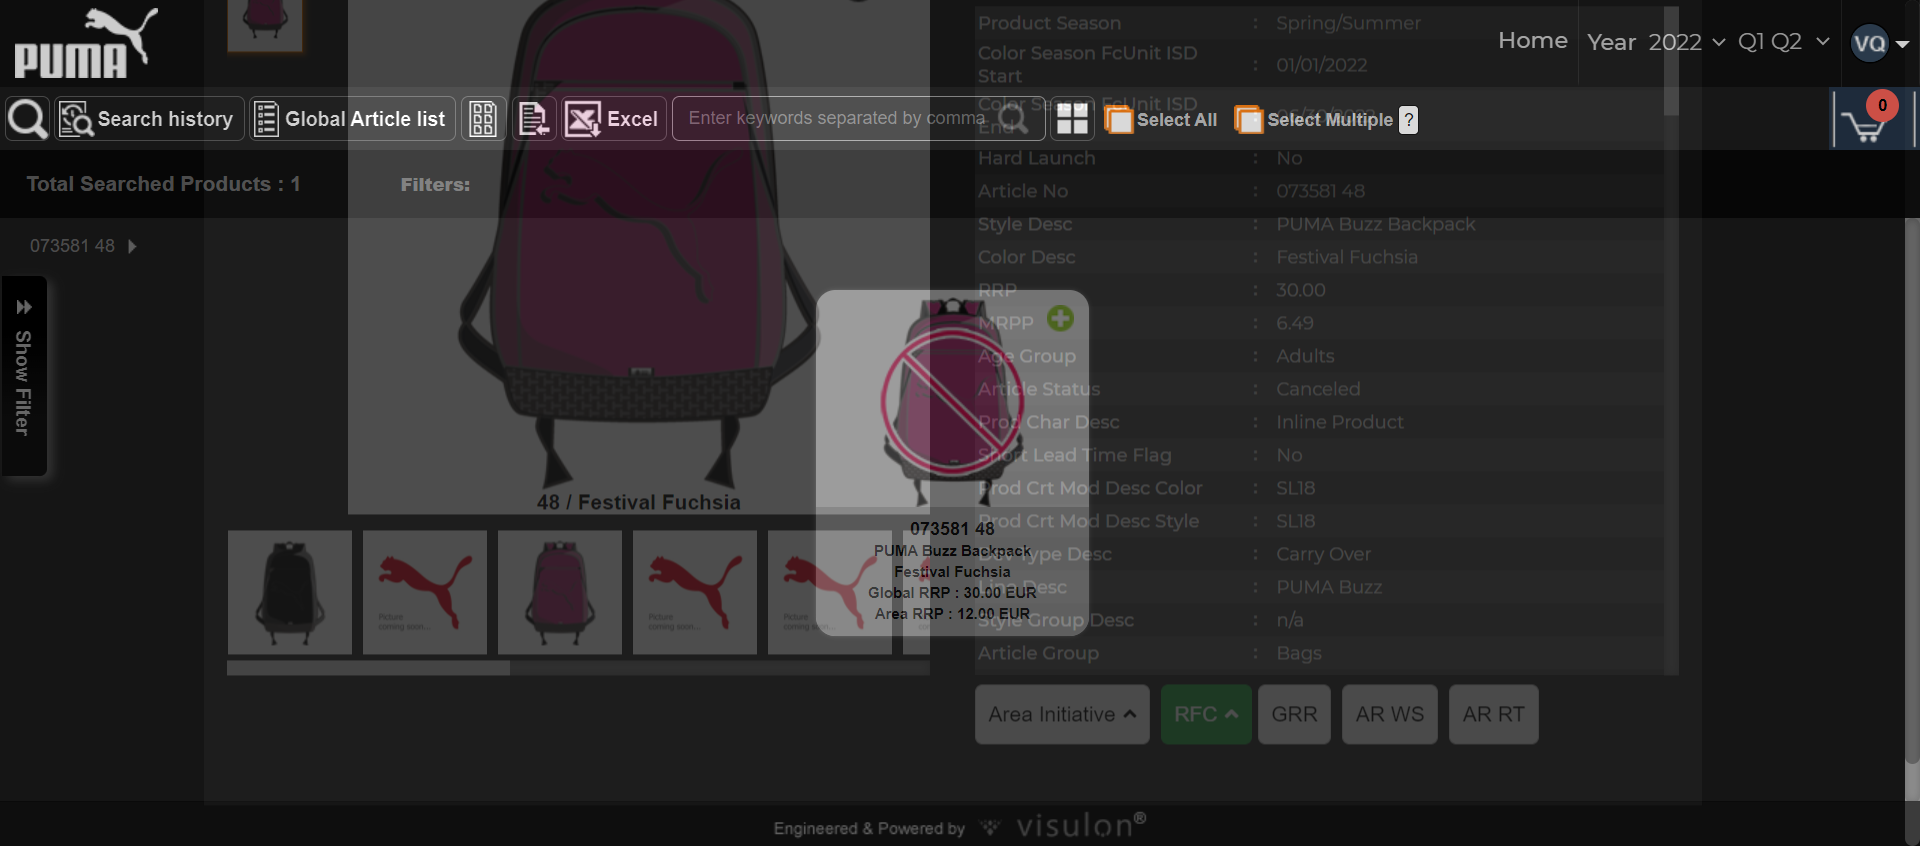 PUMA
Home
Year 2022
Q1 Q2
VQ
Search history
Global Article list
Excel
Enter keywords separated by comma
Select All
Select Multiple
?
0
Total Searched Products : 1
Filters:
073581 48
Show Filter
48 / Festival Fuchsia
Picture
coming soon...
Picture
coming soon...
Picture
coming soon...
073581 48
PUMA Buzz Backpack
Festival Fuchsia
Global RRP : 30.00 EUR
Area RRP : 12.00 EUR
Product Season : Spring/Summer
Color Season FcUnit ISD
Start : 01/01/2022
Color Season FcUnit ISD
End
Hard Launch : No
Article No : 073581 48
Style Desc : PUMA Buzz Backpack
Color Desc : Festival Fuchsia
RRP : 30.00
MRPP : 6.49
Age Group : Adults
Article Status : Canceled
Prod Char Desc : Inline Product
Short Lead Time Flag : No
Prod Crt Mod Desc Color : SL18
Prod Crt Mod Desc Style : SL18
Type Desc : Carry Over
Line Desc : PUMA Buzz
Style Group Desc : n/a
Article Group : Bags
Area Initiative
RFC
GRR
AR WS
AR RT
Engineered & Powered by visulon®